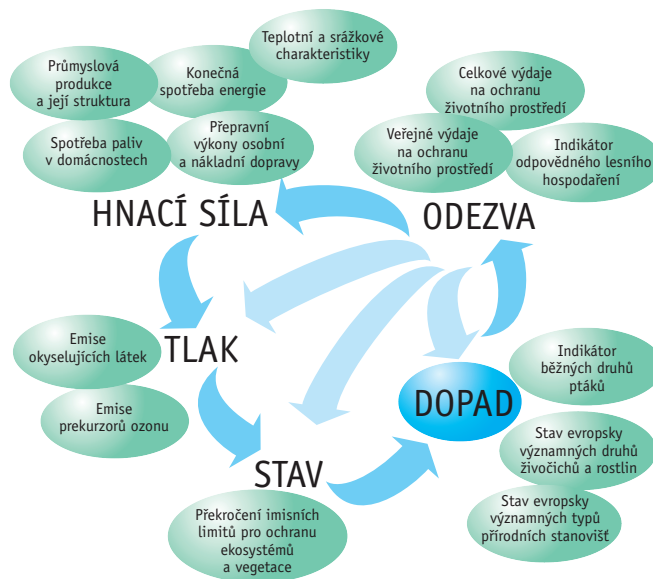 Teplotní a srážkové
charakteristiky
Průmyslová
produkce
a její struktura
Konečná
spotřeba energie
Spotřeba paliv
v domácnostech
Přepravní
výkony osobní
a nákladní dopravy
Celkové výdaje
na ochranu
životního prostředí
Veřejné výdaje
na ochranu
životního prostředí
Indikátor
odpovědného lesního
hospodaření
HNACÍ SÍLA
ODEZVA
Emise
okyselujících látek
TLAK
Emise
prekurzorů ozonu
Indikátor
běžných druhů
ptáků
DOPAD
Stav evropsky
významných druhů
živočichů a rostlin
STAV
Stav evropsky
významných typů
přírodních stanovišť
Překročení imisních
limitů pro ochranu
ekosystémů
a vegetace